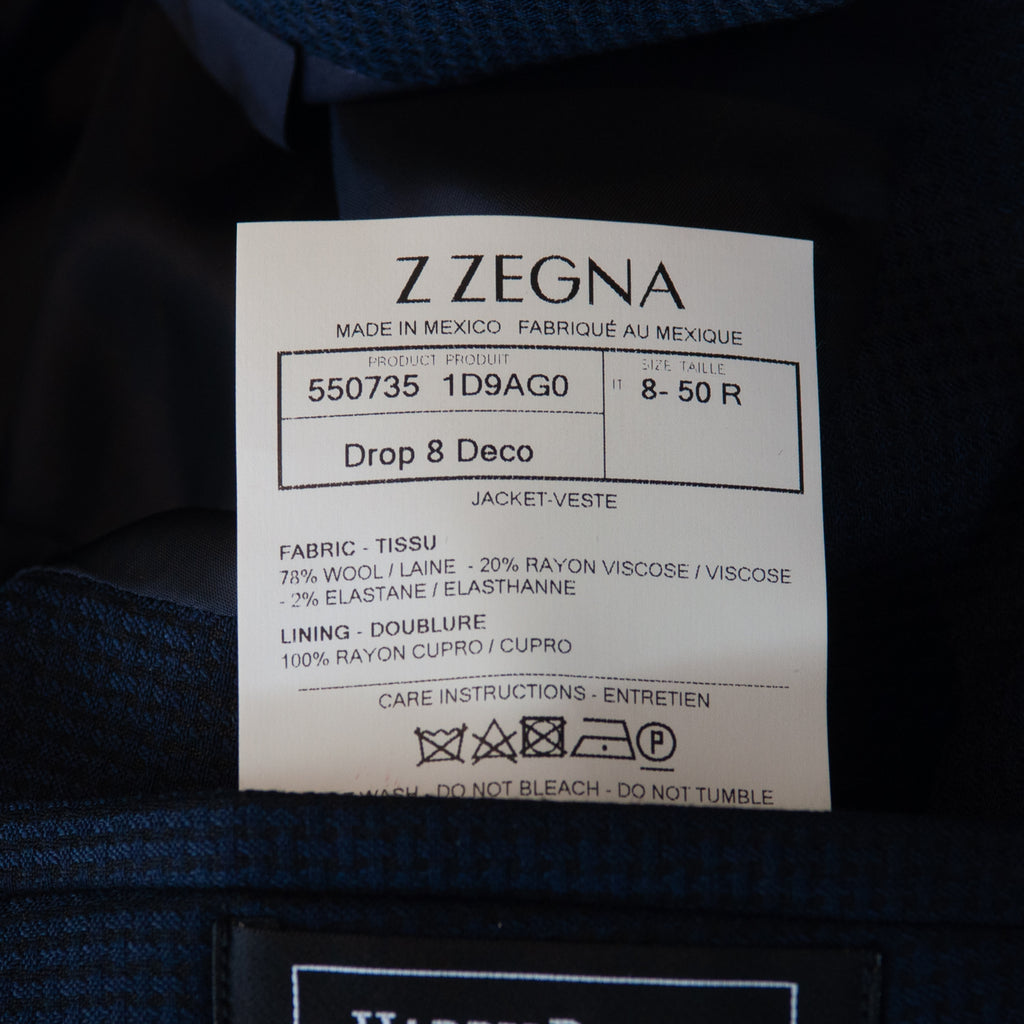 Z ZEGNA
MADE IN MEXICO FABRIQUÉ AU MEXIQUE
PRODUCT PRODUIT
550735 1D9AG0
SIZE TAILLE
IT 8- 50 R
Drop 8 Deco
JACKET-VESTE
FABRIC - TISSU
78% WOOL / LAINE - 20% RAYON VISCOSE / VISCOSE
- 2% ELASTANE / ELASTHANNE
LINING - DOUBLURE
100% RAYON CUPRO / CUPRO
CARE INSTRUCTIONS - ENTRETIEN
P
WASH - DO NOT BLEACH - DO NOT TUMBLE